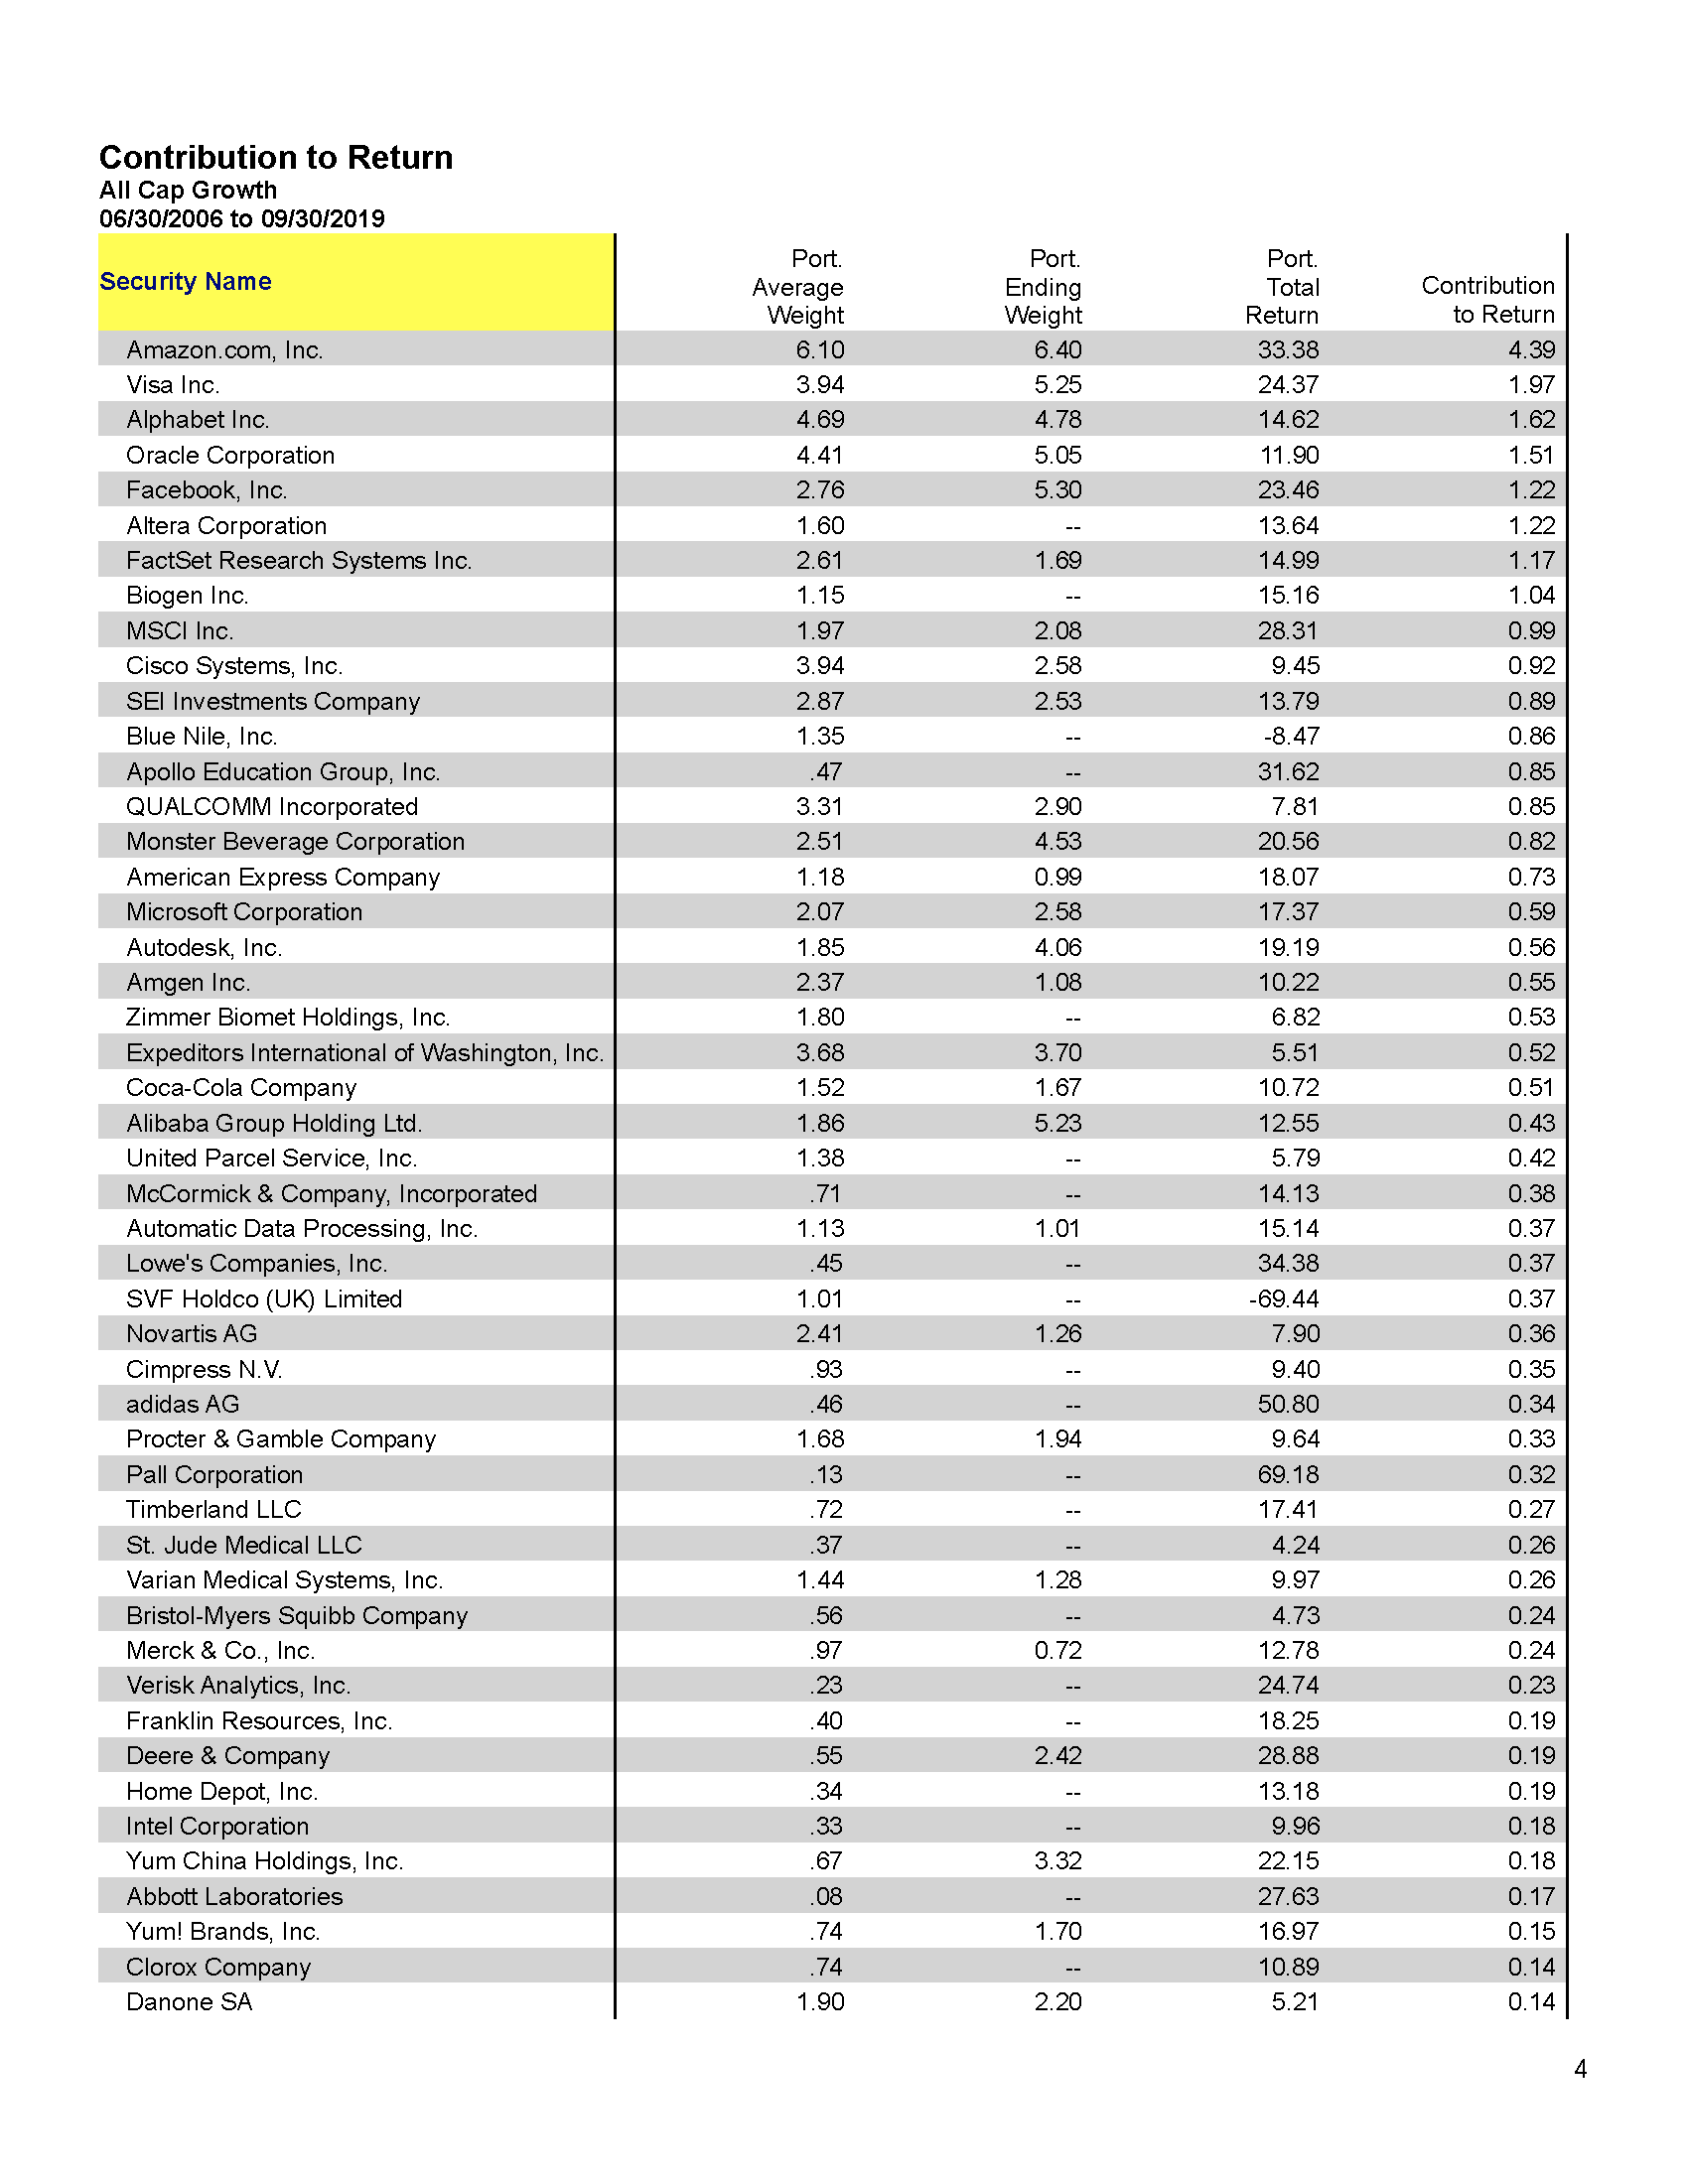 Contribution to Return
All Cap Growth
06/30/2006 to 09/30/2019
Security Name Port. Average Weight Port. Ending Weight Port. Total Return Contribution to Return
Amazon.com, Inc. 6.10 6.40 33.38 4.39
Visa Inc. 3.94 5.25 24.37 1.97
Alphabet Inc. 4.69 4.78 14.62 1.62
Oracle Corporation 4.41 5.05 11.90 1.51
Facebook, Inc. 2.76 5.30 23.46 1.22
Altera Corporation 1.60 -- 13.64 1.22
FactSet Research Systems Inc. 2.61 1.69 14.99 1.17
Biogen Inc. 1.15 -- 15.16 1.04
MSCI Inc. 1.97 2.08 28.31 0.99
Cisco Systems, Inc. 3.94 2.58 9.45 0.92
SEI Investments Company 2.87 2.53 13.79 0.89
Blue Nile, Inc. 1.35 -- -8.47 0.86
Apollo Education Group, Inc. .47 -- 31.62 0.85
QUALCOMM Incorporated 3.31 2.90 7.81 0.85
Monster Beverage Corporation 2.51 4.53 20.56 0.82
American Express Company 1.18 0.99 18.07 0.73
Microsoft Corporation 2.07 2.58 17.37 0.59
Autodesk, Inc. 1.85 4.06 19.19 0.56
Amgen Inc. 2.37 1.08 10.22 0.55
Zimmer Biomet Holdings, Inc. 1.80 -- 6.82 0.53
Expeditors International of Washington, Inc. 3.68 3.70 5.51 0.52
Coca-Cola Company 1.52 1.67 10.72 0.51
Alibaba Group Holding Ltd. 1.86 5.23 12.55 0.43
United Parcel Service, Inc. 1.38 -- 5.79 0.42
McCormick & Company, Incorporated .71 -- 14.13 0.38
Automatic Data Processing, Inc. 1.13 1.01 15.14 0.37
Lowe's Companies, Inc. .45 -- 34.38 0.37
SVF Holdco (UK) Limited 1.01 -- -69.44 0.37
Novartis AG 2.41 1.26 7.90 0.36
Cimpress N.V. .93 -- 9.40 0.35
adidas AG .46 -- 50.80 0.34
Procter & Gamble Company 1.68 1.94 9.64 0.33
Pall Corporation .13 -- 69.18 0.32
Timberland LLC .72 -- 17.41 0.27
St. Jude Medical LLC .37 -- 4.24 0.26
Varian Medical Systems, Inc. 1.44 1.28 9.97 0.26
Bristol-Myers Squibb Company .56 -- 4.73 0.24
Merck & Co., Inc. .97 0.72 12.78 0.24
Verisk Analytics, Inc. .23 -- 24.74 0.23
Franklin Resources, Inc. .40 -- 18.25 0.19
Deere & Company .55 2.42 28.88 0.19
Home Depot, Inc. .34 -- 13.18 0.19
Intel Corporation .33 -- 9.96 0.18
Yum China Holdings, Inc. .67 3.32 22.15 0.18
Abbott Laboratories .08 -- 27.63 0.17
Yum! Brands, Inc. .74 1.70 16.97 0.15
Clorox Company .74 -- 10.89 0.14
Danone SA 1.90 2.20 5.21 0.14
4